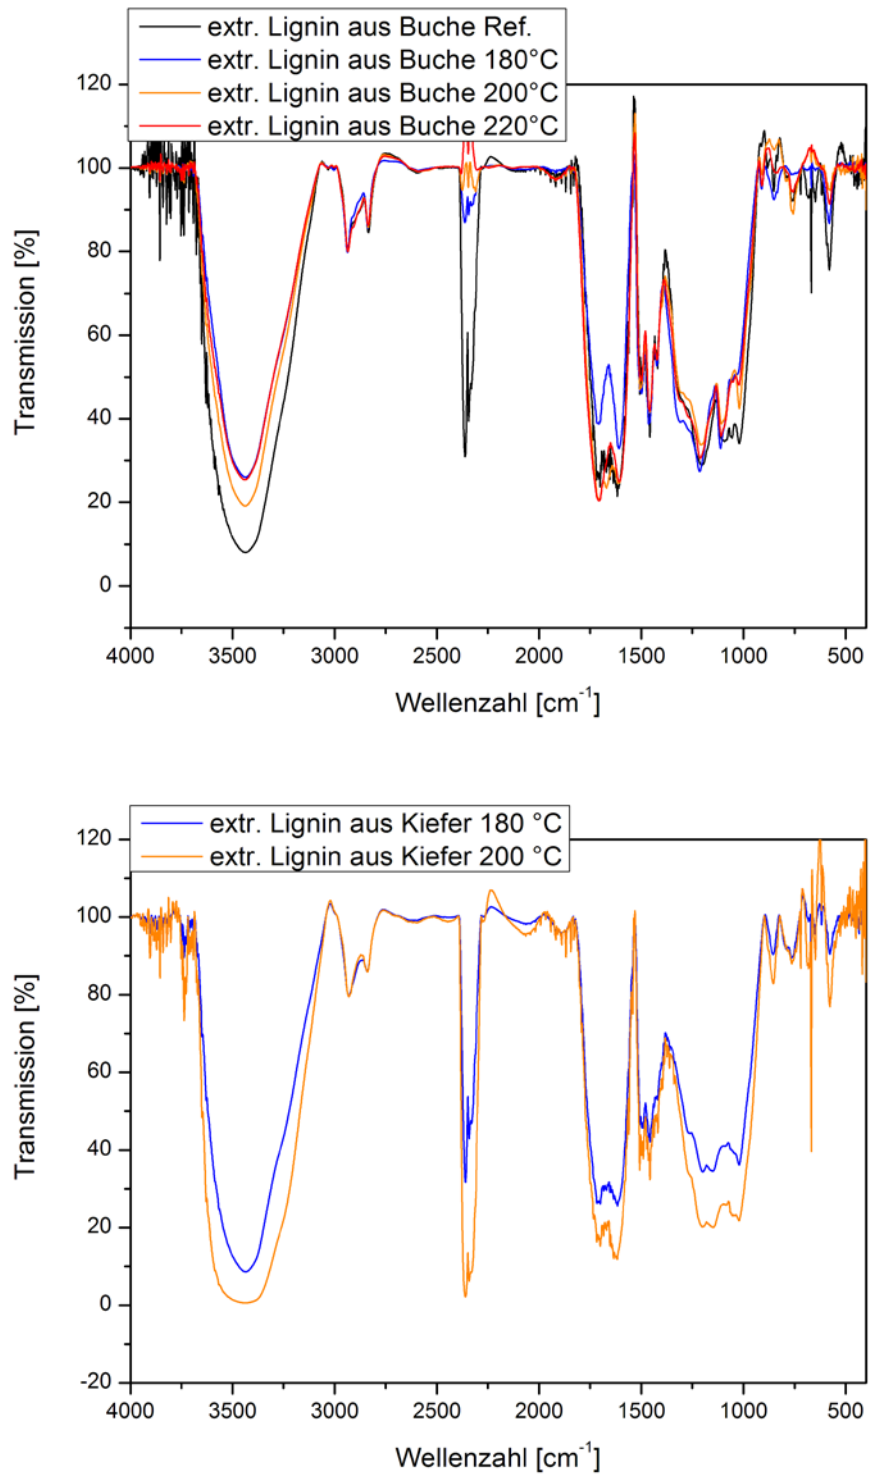 extr. Lignin aus Buche Ref.
extr. Lignin aus Buche 180°C
extr. Lignin aus Buche 200°C
extr. Lignin aus Buche 220°C
120
100
80
60
40
20
0
Transmission [%]
4000 3500 3000 2500 2000 1500 1000 500
Wellenzahl [cm⁻¹]
extr. Lignin aus Kiefer 180 °C
extr. Lignin aus Kiefer 200 °C
120
100
80
60
40
20
0
-20
Transmission [%]
4000 3500 3000 2500 2000 1500 1000 500
Wellenzahl [cm⁻¹]